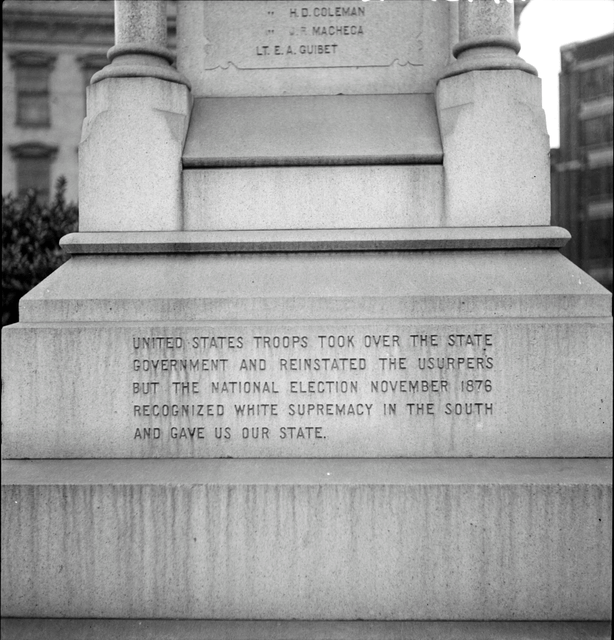 " H. D. COLEMAN
" J. P. MACHECA
LT. E. A. GUIBET
UNITED STATES TROOPS TOOK OVER THE STATE
GOVERNMENT AND REINSTATED THE USURPERS
BUT THE NATIONAL ELECTION NOVEMBER 1876
RECOGNIZED WHITE SUPREMACY IN THE SOUTH
AND GAVE US OUR STATE.